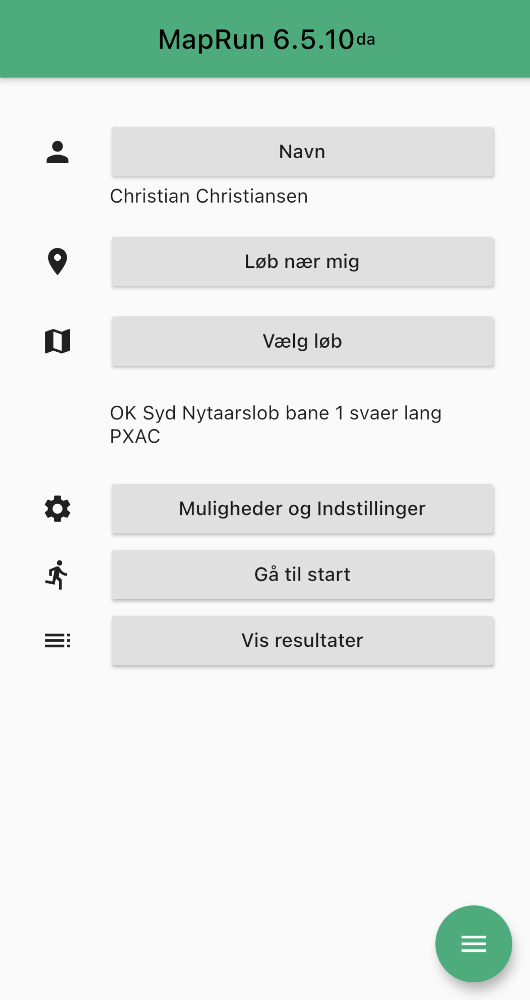 MapRun 6.5.10da
Navn
Christian Christiansen
Løb nær mig
Vælg løb
OK Syd Nytaarslob bane 1 svaer lang
PXAC
Muligheder og Indstillinger
Gå til start
Vis resultater